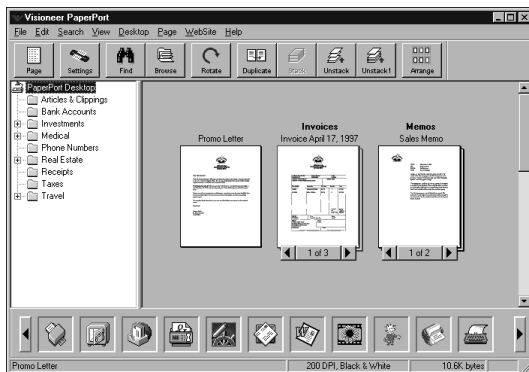 Visioneer PaperPort
File Edit Search View Desktop Page WebSite Help
Page Settings Find Browse Rotate Duplicate Stack Unstack Unstack1 Arrange
PaperPort Desktop
Articles & Clippings
Bank Accounts
Investments
Medical
Phone Numbers
Real Estate
Receipts
Taxes
Travel
Promo Letter
Invoices
Invoice April 17, 1997
1 of 3
Memos
Sales Memo
1 of 2
Promo Letter 200 DPI, Black & White 10.6K bytes